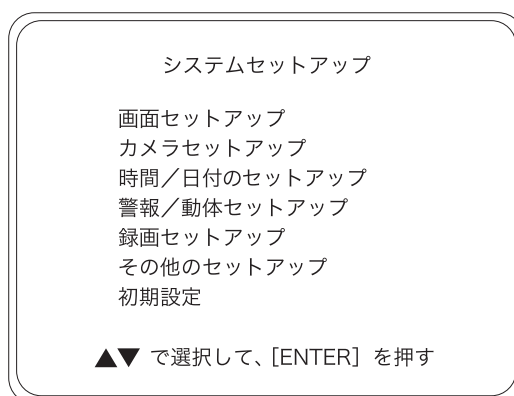 システムセットアップ
画面セットアップ
カメラセットアップ
時間／日付のセットアップ
警報／動体セットアップ
録画セットアップ
その他のセットアップ
初期設定
▲▼ で選択して、[ENTER] を押す